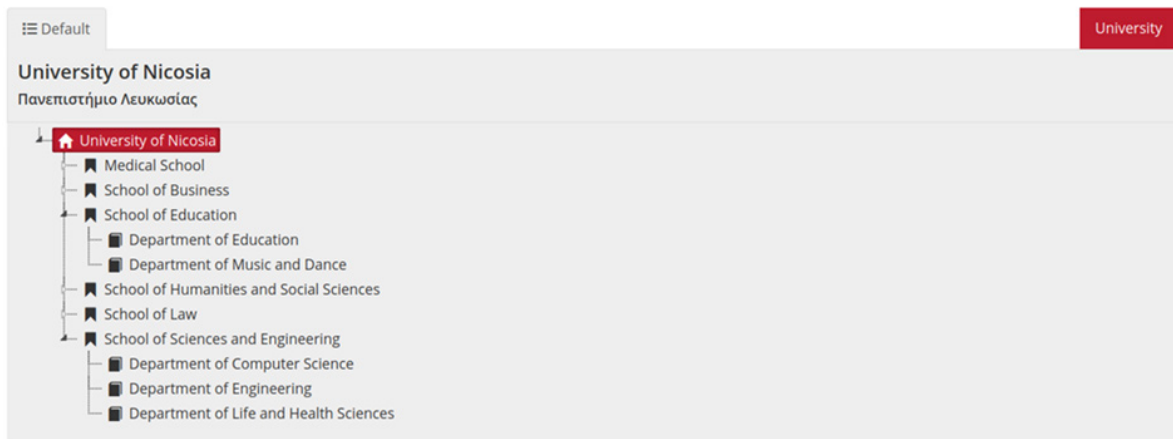 Default
University
University of Nicosia
Πανεπιστήμιο Λευκωσίας
University of Nicosia
Medical School
School of Business
School of Education
Department of Education
Department of Music and Dance
School of Humanities and Social Sciences
School of Law
School of Sciences and Engineering
Department of Computer Science
Department of Engineering
Department of Life and Health Sciences